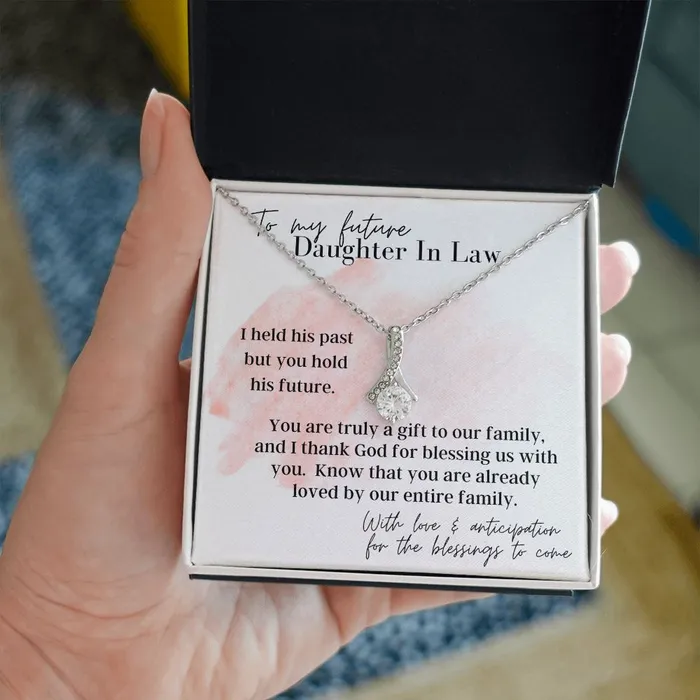 To my future
Daughter In Law
I held his past
but you hold
his future.
You are truly a gift to our family,
and I thank God for blessing us with
you. Know that you are already
loved by our entire family.
With love & anticipation
for the blessings to come